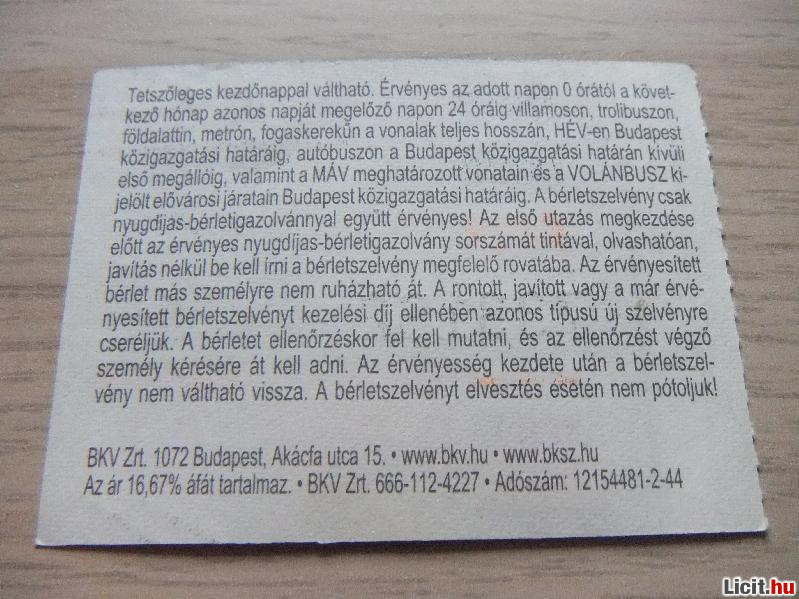 Tetszőleges kezdőnappal váltható. Érvényes az adott napon 0 órától a követ-
kező hónap azonos napját megelőző napon 24 óráig villamoson, trolibuszon,
földalattin, metrón, fogaskerekűn a vonalak teljes hosszán, HÉV-en Budapest
közigazgatási határáig, autóbuszon a Budapest közigazgatási határán kívüli
első megállóig, valamint a MÁV meghatározott vonatain és a VOLÁNBUSZ ki-
jelölt elővárosi járatain Budapest közigazgatási határáig. A bérletszelvény csak
nyugdíjas-bérletigazolvánnyal együtt érvényes! Az első utazás megkezdése
előtt az érvényes nyugdíjas-bérletigazolvány sorszámát tintával, olvashatóan,
javítás nélkül be kell írni a bérletszelvény megfelelő rovatába. Az érvényesített
bérlet más személyre nem ruházható át. A rontott, javított vagy a már érvé-
nyesített bérletszelvényt kezelési díj ellenében azonos típusú új szelvényre
cseréljük. A bérletet ellenőrzéskor fel kell mutatni, és az ellenőrzést végző
személy kérésére át kell adni. Az érvényesség kezdete után a bérletszel-
vény nem váltható vissza. A bérletszelvényt elvesztés esetén nem pótoljuk!
BKV Zrt. 1072 Budapest, Akácfa utca 15. • www.bkv.hu • www.bksz.hu
Az ár 16,67% áfát tartalmaz. • BKV Zrt. 666-112-4227 • Adószám: 12154481-2-44
Licit.hu